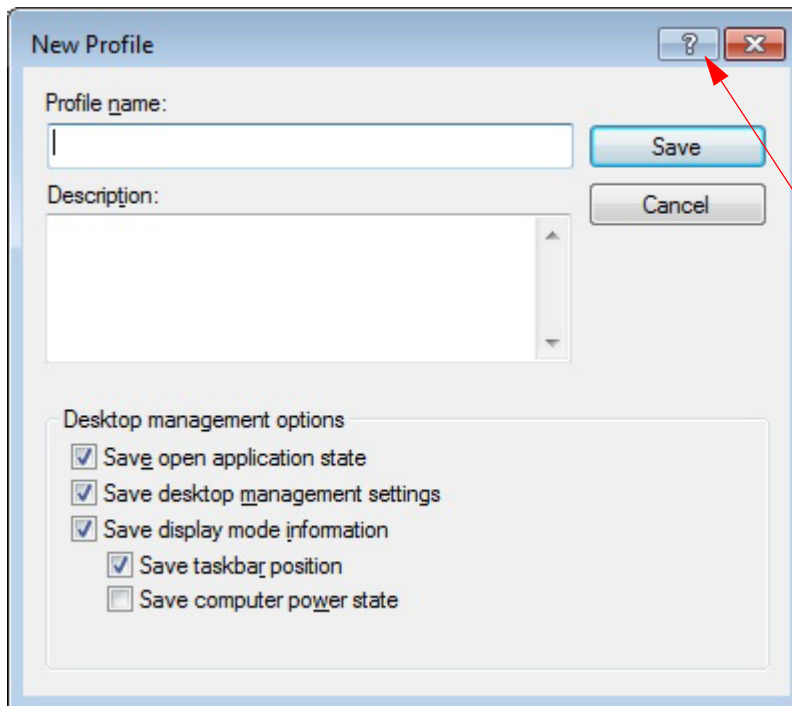 New Profile
Profile name:
Save
Description:
Cancel
Desktop management options
Save open application state
Save desktop management settings
Save display mode information
Save taskbar position
Save computer power state